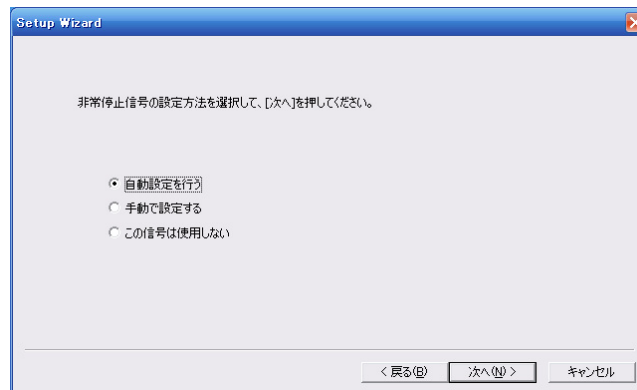 Setup Wizard
非常停止信号の設定方法を選択して、[次へ]を押してください。
自動設定を行う
手動で設定する
この信号は使用しない
< 戻る(B)
次へ(N) >
キャンセル